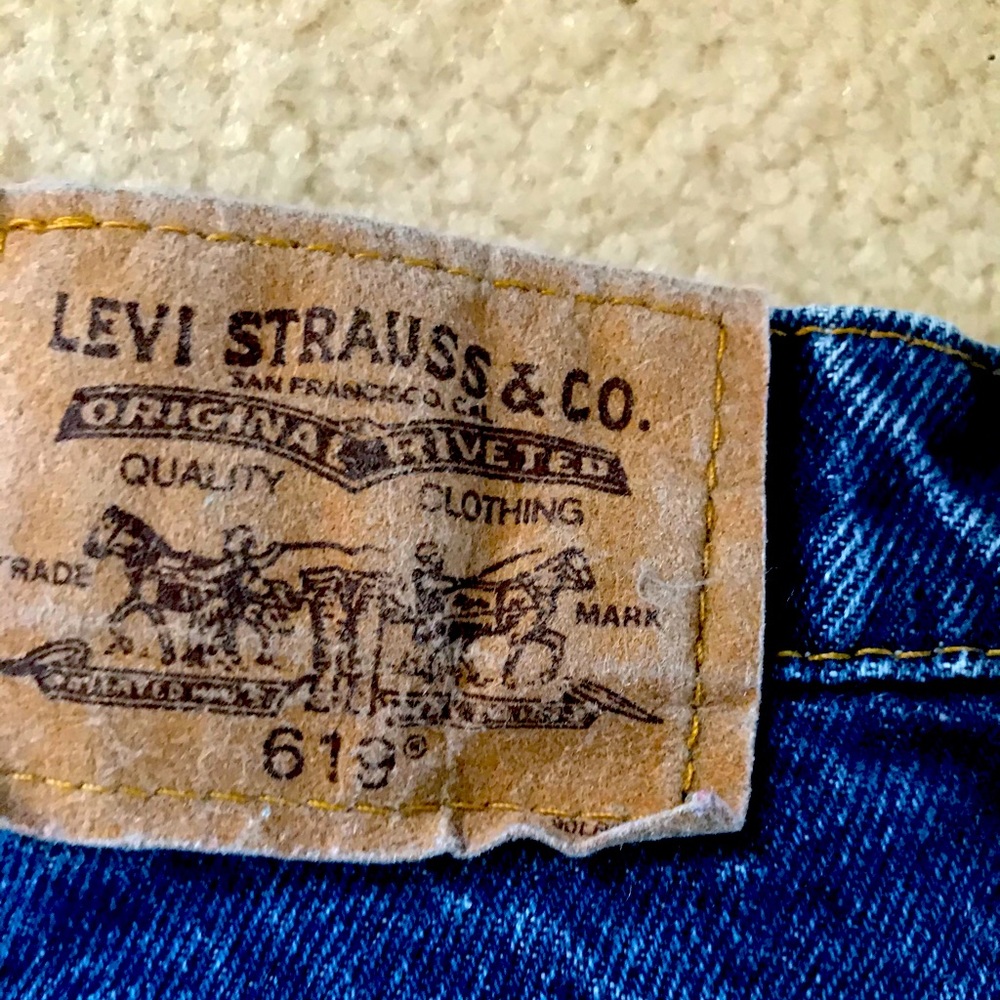 LEVI STRAUSS & CO.
SAN FRANCISCO, CAL
ORIGINAL RIVETED
QUALITY CLOTHING
TRADE MARK
619®